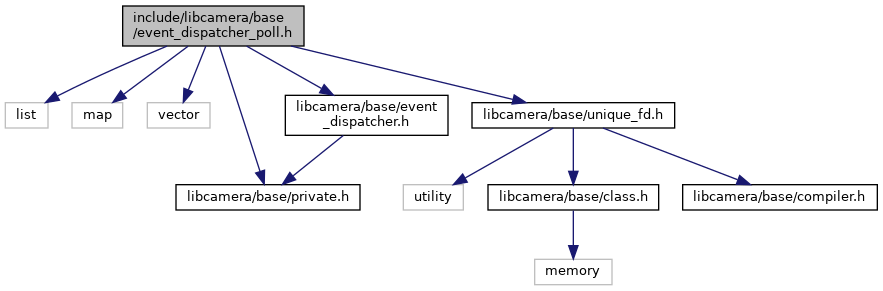 include/libcamera/base
/event_dispatcher_poll.h
list
map
vector
libcamera/base/event
_dispatcher.h
libcamera/base/unique_fd.h
libcamera/base/private.h
utility
libcamera/base/class.h
libcamera/base/compiler.h
memory